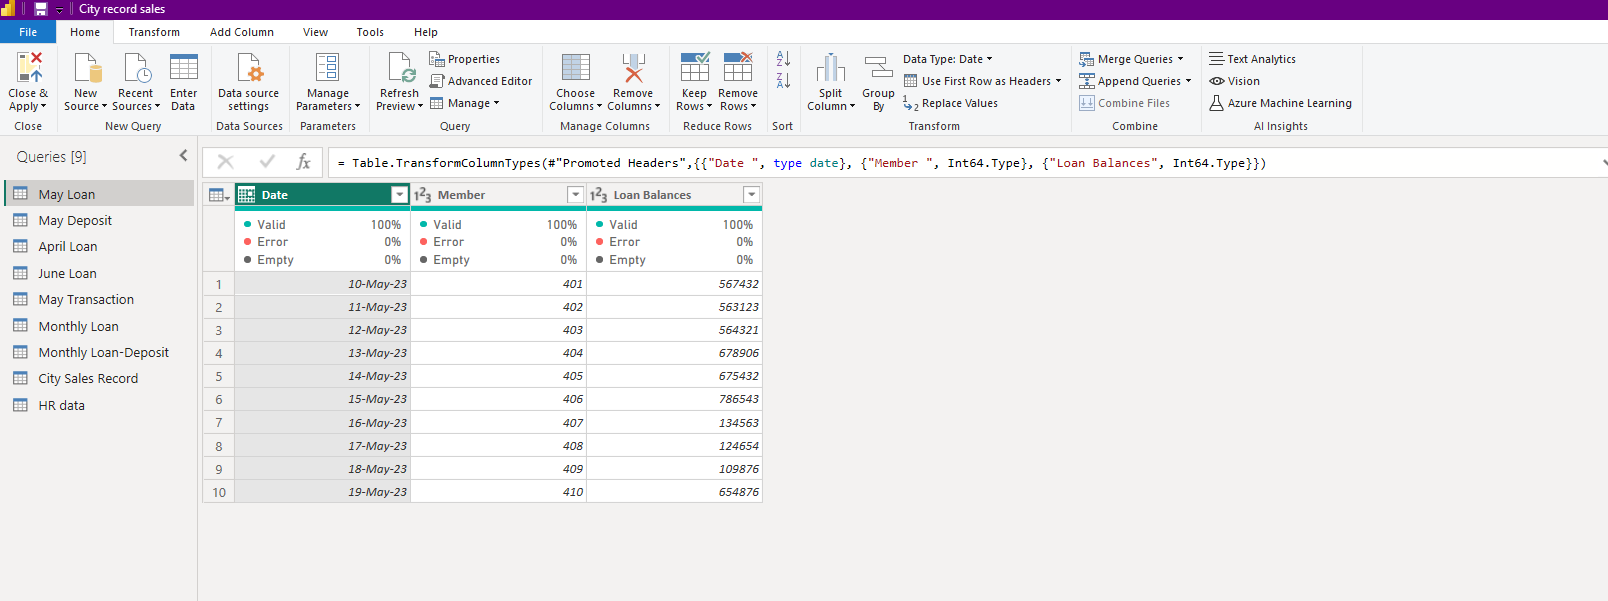 City record sales
File Home Transform Add Column View Tools Help
Close & Apply
New Source
Recent Sources
Enter Data
Data source settings
Manage Parameters
Refresh Preview
Properties
Advanced Editor
Manage
Choose Columns
Remove Columns
Keep Rows
Remove Rows
Split Column
Group By
Data Type: Date
Use First Row as Headers
Replace Values
Merge Queries
Append Queries
Combine Files
Text Analytics
Vision
Azure Machine Learning
Close New Query Data Sources Parameters Query Manage Columns Reduce Rows Sort Transform Combine AI Insights
Queries [9]
= Table.TransformColumnTypes(#"Promoted Headers",{{"Date ", type date}, {"Member ", Int64.Type}, {"Loan Balances", Int64.Type}})
May Loan
May Deposit
April Loan
June Loan
May Transaction
Monthly Loan
Monthly Loan-Deposit
City Sales Record
HR data
Date Member Loan Balances
Valid 100% Valid 100% Valid 100%
Error 0% Error 0% Error 0%
Empty 0% Empty 0% Empty 0%
1 10-May-23 401 567432
2 11-May-23 402 563123
3 12-May-23 403 564321
4 13-May-23 404 678906
5 14-May-23 405 675432
6 15-May-23 406 786543
7 16-May-23 407 134563
8 17-May-23 408 124654
9 18-May-23 409 109876
10 19-May-23 410 654876